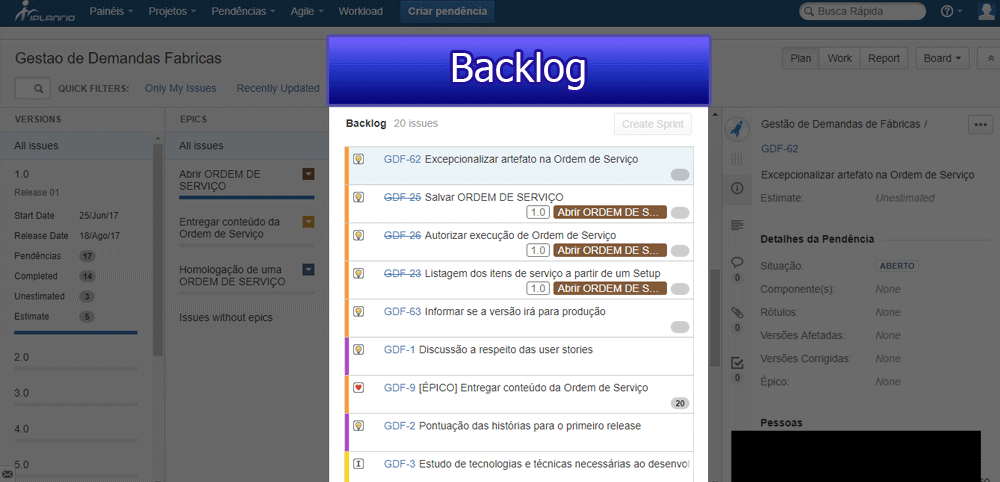 IPLANRIO
Painéis Projetos Pendências Agile Workload Criar pendência Busca Rápida
Gestao de Demandas Fabricas
Plan Work Report Board
QUICK FILTERS: Only My Issues Recently Updated
Backlog
VERSIONS
All issues
1.0
Release 01
Start Date 25/Jun/17
Release Date 18/Ago/17
Pendências 17
Completed 14
Unestimated 3
Estimate 5
2.0
3.0
4.0
5.0
EPICS
All issues
Abrir ORDEM DE
SERVIÇO
Entregar conteúdo da
Ordem de Serviço
Homologação de uma
ORDEM DE SERVIÇO
Issues without epics
Backlog 20 issues Create Sprint
GDF-62 Excepcionalizar artefato na Ordem de Serviço
GDF-25 Salvar ORDEM DE SERVIÇO
1.0 Abrir ORDEM DE S...
GDF-26 Autorizar execução de Ordem de Serviço
1.0 Abrir ORDEM DE S...
GDF-23 Listagem dos itens de serviço a partir de um Setup
1.0 Abrir ORDEM DE S...
GDF-63 Informar se a versão irá para produção
GDF-1 Discussão a respeito das user stories
GDF-9 [ÉPICO] Entregar conteúdo da Ordem de Serviço
20
GDF-2 Pontuação das histórias para o primeiro release
GDF-3 Estudo de tecnologias e técnicas necessárias ao desenvo
0
0
0
Gestão de Demandas de Fábricas /
GDF-62
Excepcionalizar artefato na Ordem de Serviço
Estimate: Unestimated
Detalhes da Pendência
Situação: ABERTO
Componente(s): None
Rótulos: None
Versões Afetadas: None
Versões Corrigidas: None
Épico: None
Pessoas